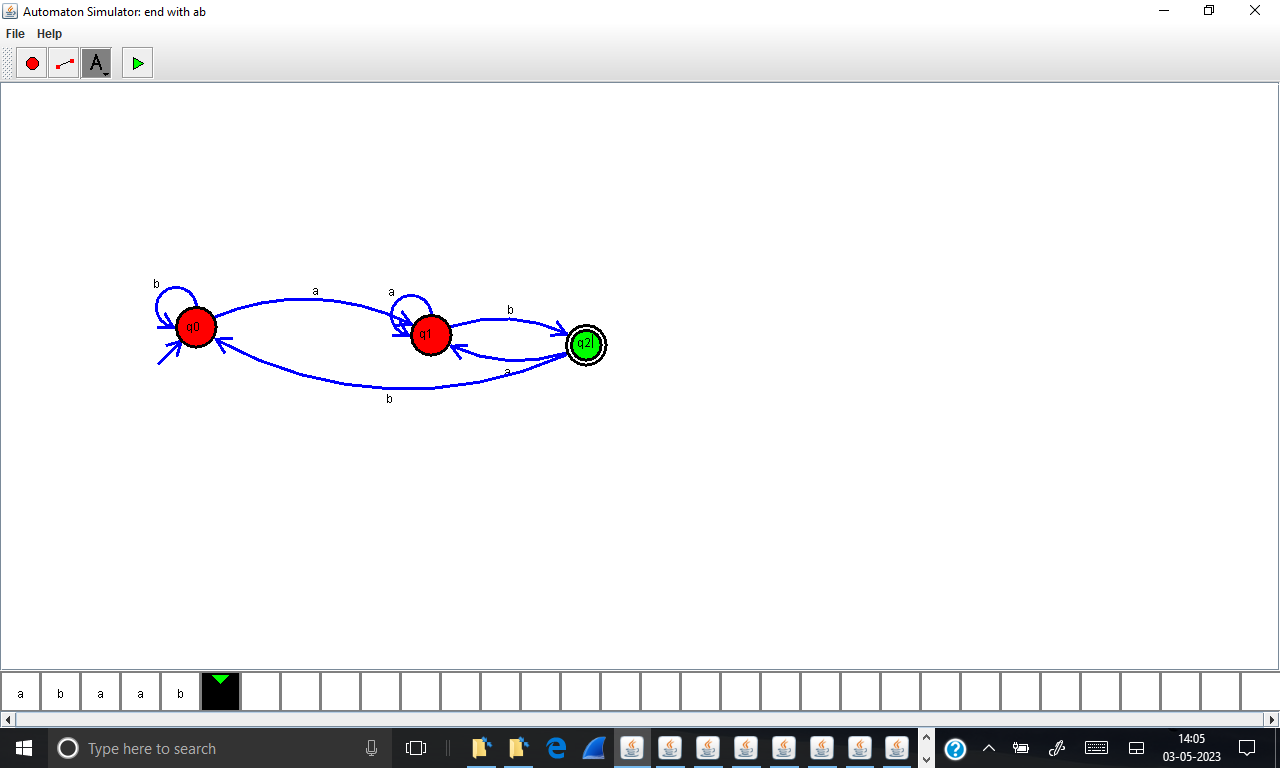 Automaton Simulator: end with ab
File Help
A
b
a
a
b
q0
q1
q2
a
b
a b a a b
Type here to search
14:05
03-05-2023